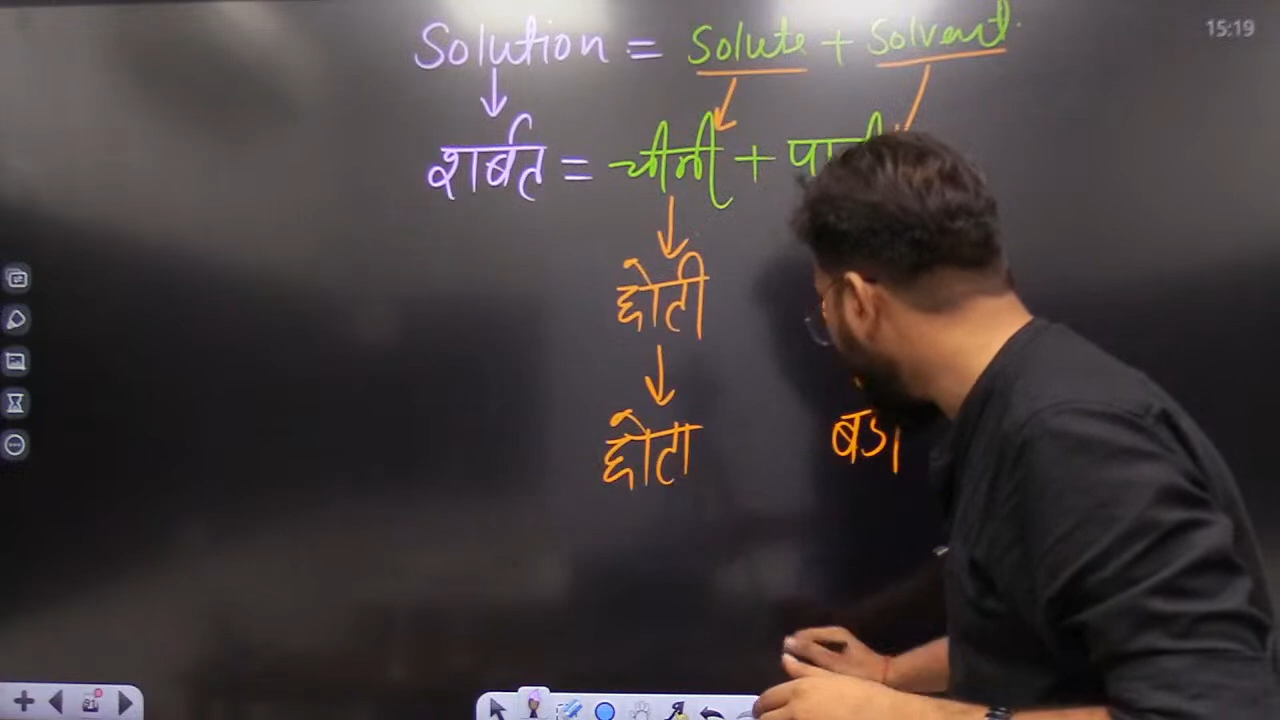 15:19
Solution = Solute + Solvent
शर्बत = चीनी +
छोटी
छोटा बड़ा